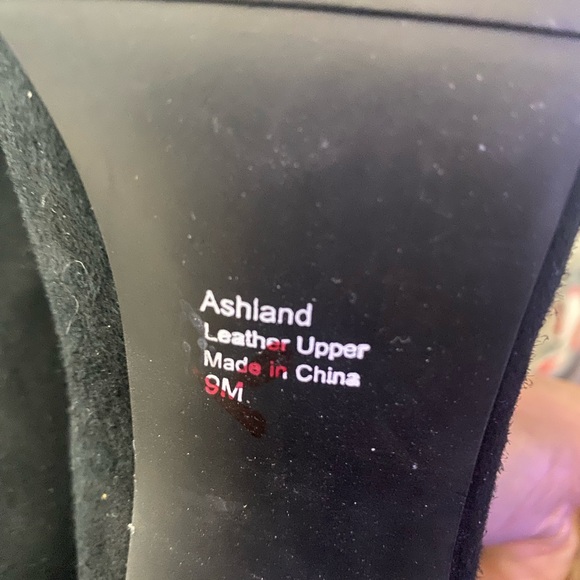 Ashland
Leather Upper
Made in China
9M